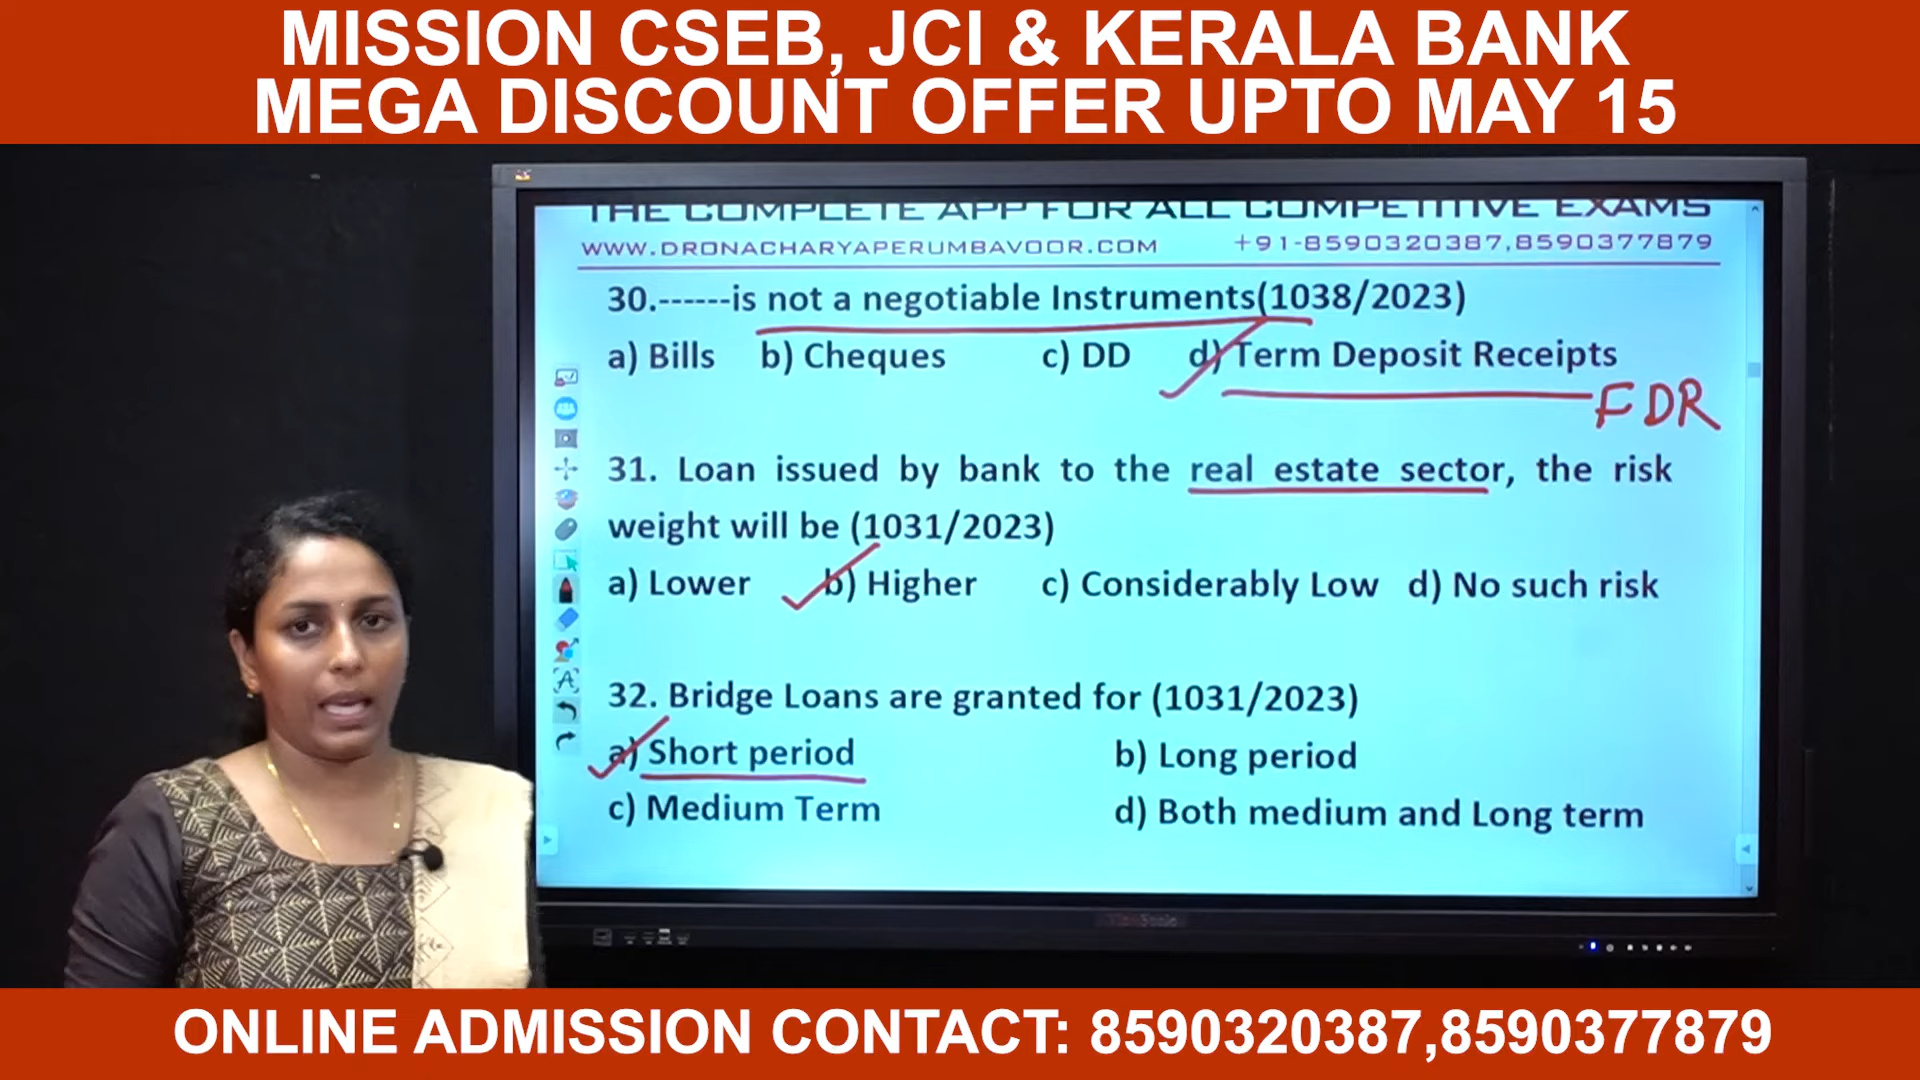 MISSION CSEB, JCI & KERALA BANK
MEGA DISCOUNT OFFER UPTO MAY 15
THE COMPLETE APP FOR ALL COMPETITIVE EXAMS
WWW.DRONACHARYAPERUMBAVOOR.COM +91-8590320387,8590377879
30.------is not a negotiable Instruments(1038/2023)
a) Bills b) Cheques c) DD d) Term Deposit Receipts
FDR
31. Loan issued by bank to the real estate sector, the risk
weight will be (1031/2023)
a) Lower b) Higher c) Considerably Low d) No such risk
32. Bridge Loans are granted for (1031/2023)
a) Short period b) Long period
c) Medium Term d) Both medium and Long term
ONLINE ADMISSION CONTACT: 8590320387,8590377879